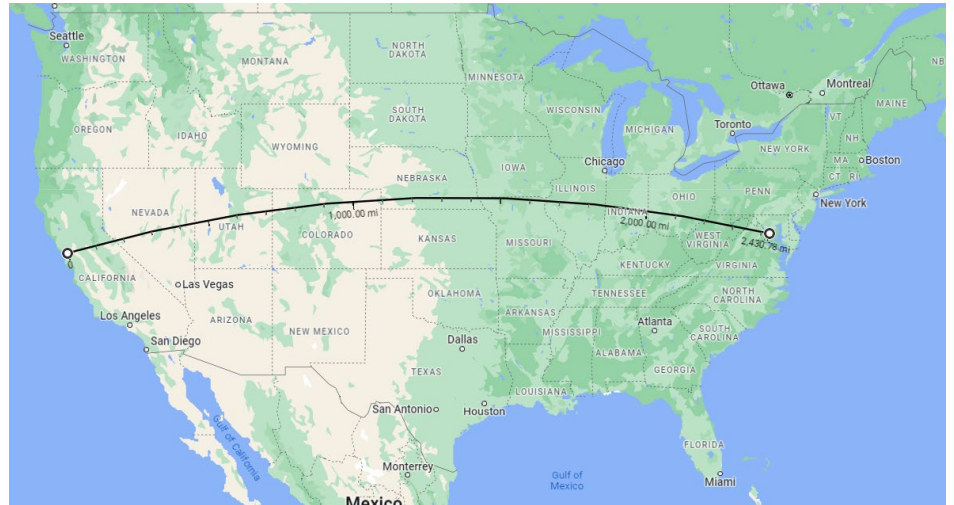 Seattle
WASHINGTON
MONTANA
NORTH
DAKOTA
MINNESOTA
Ottawa
Montreal
NB
MAINE
OREGON
IDAHO
SOUTH
DAKOTA
WISCONSIN
MICHIGAN
Toronto
VT
NH
WYOMING
IOWA
Chicago
NEW YORK
MA
Boston
CT
RI
NEBRASKA
ILLINOIS
OHIO
PENN
New York
NEVADA
UTAH
1,000.00 mi
COLORADO
KANSAS
MISSOURI
INDIANA
2,000.00 mi
WEST
VIRGINIA
2,430.78 mi
CALIFORNIA
Las Vegas
KENTUCKY
VIRGINIA
Los Angeles
ARIZONA
NEW MEXICO
OKLAHOMA
ARKANSAS
TENNESSEE
NORTH
CAROLINA
San Diego
Dallas
MISSISSIPPI
Atlanta
SOUTH
CAROLINA
ALABAMA
GEORGIA
TEXAS
LOUISIANA
San Antonio
Houston
Gulf of
California
FLORIDA
Monterrey
Gulf of
Mexico
Miami
Mexico